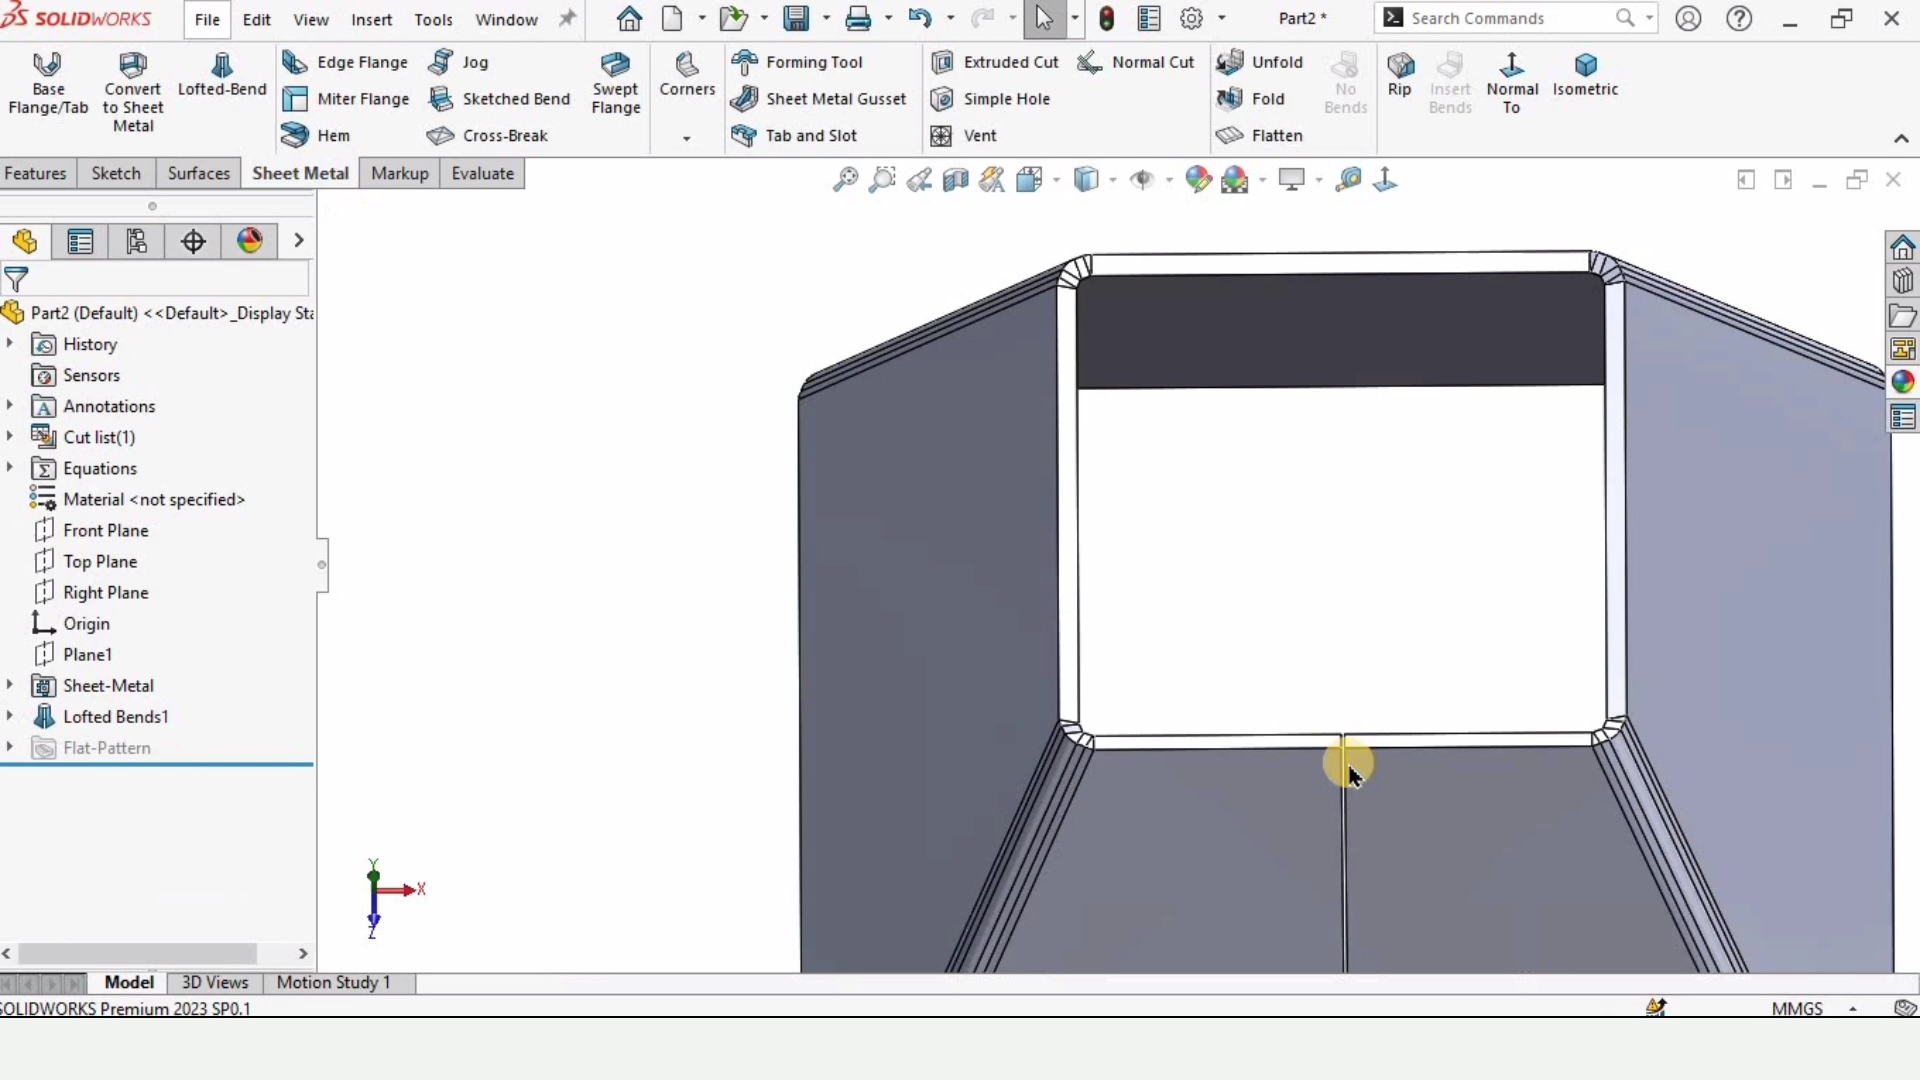 SOLIDWORKS File Edit View Insert Tools Window Part2 * Search Commands
Base Flange/Tab
Convert to Sheet Metal
Lofted-Bend
Edge Flange
Miter Flange
Hem
Jog
Sketched Bend
Cross-Break
Swept Flange
Corners
Forming Tool
Sheet Metal Gusset
Tab and Slot
Extruded Cut
Simple Hole
Vent
Normal Cut
Unfold
Fold
Flatten
No Bends
Rip
Insert Bends
Normal To
Isometric
Features Sketch Surfaces Sheet Metal Markup Evaluate
Part2 (Default) <<Default>_Display Sta
History
Sensors
Annotations
Cut list(1)
Equations
Material <not specified>
Front Plane
Top Plane
Right Plane
Origin
Plane1
Sheet-Metal
Lofted Bends1
Flat-Pattern
Y
X
Z
Model 3D Views Motion Study 1
SOLIDWORKS Premium 2023 SP0.1 MMGS